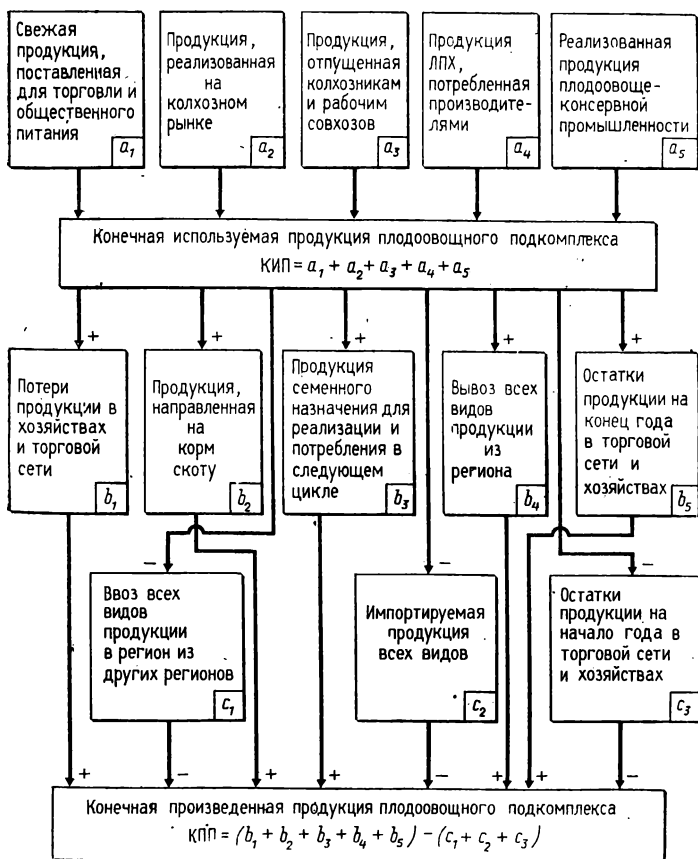 Свежая
продукция,
поставленная
для торговли и
общественного
питания
a₁
Продукция,
реализованная
на
колхозном
рынке
a₂
Продукция,
отпущенная
колхозникам
и рабочим
совхозов
a₃
Продукция
ЛПХ,
потребленная
производите-
лями
a₄
Реализованная
продукция
плодоовоще-
консервной
промышленности
a₅
Конечная используемая продукция плодоовощного подкомплекса
КИП = a₁ + a₂ + a₃ + a₄ + a₅
+ + + + +
Потери
продукции в
хозяйствах
и торговой
сети
b₁
Продукция,
направленная
на
корм
скоту
b₂
Продукция
семенного
назначения для
реализации и
потребления в
следующем
цикле
b₃
Вывоз всех
видов
продукции
из
региона
b₄
Остатки
продукции на
конец года
в торговой
сети и
хозяйствах
b₅
− − −
Ввоз всех
видов
продукции
в регион из
других регионов
c₁
Импортируемая
продукция
всех видов
c₂
Остатки
продукции на
начало года в
торговой сети
и хозяйствах
c₃
+ − + + − + + −
Конечная произведенная продукция плодоовощного подкомплекса
КПП = (b₁ + b₂ + b₃ + b₄ + b₅) − (c₁ + c₂ + c₃)